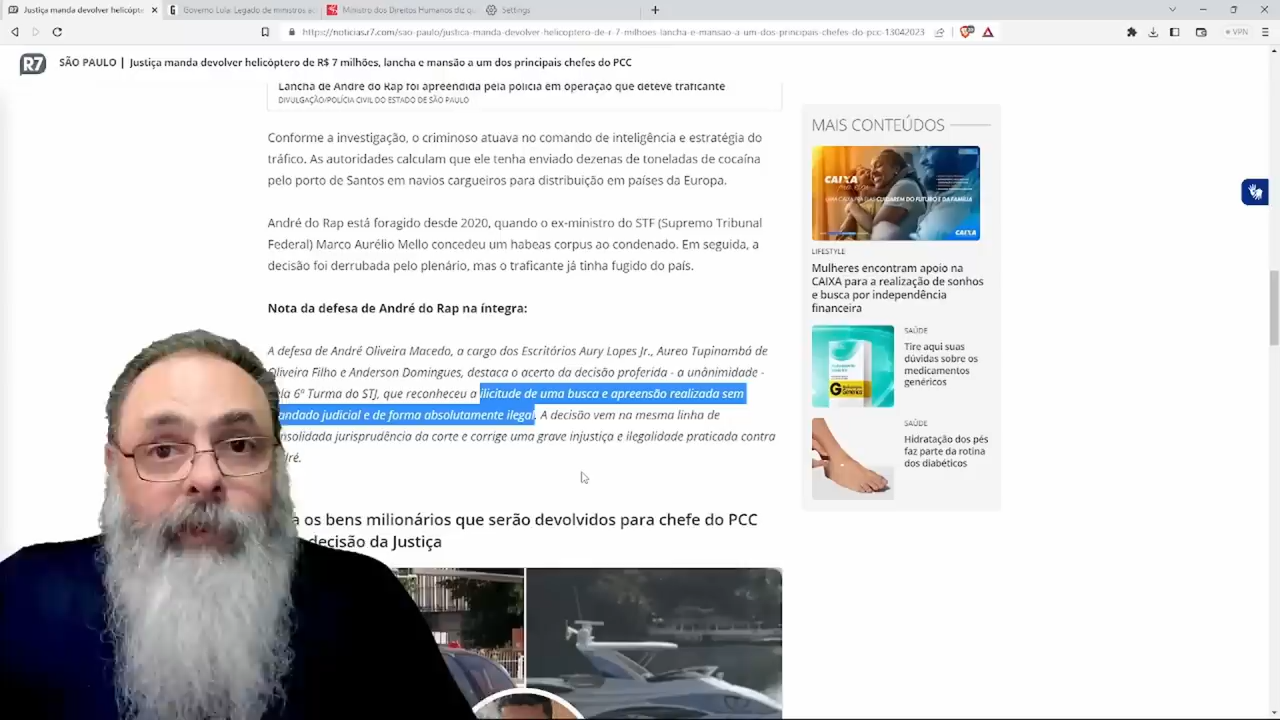 Justiça manda devolver helicópte
Governo Lula: Legado de ministros a
Ministro dos Direitos Humanos diz q
Settings
https://noticias.r7.com/sao-paulo/justica-manda-devolver-helicoptero-de-r-7-milhoes-lancha-e-mansao-a-um-dos-principais-chefes-do-pcc-13042023
VPN
R7
SÃO PAULO | Justiça manda devolver helicóptero de R$ 7 milhões, lancha e mansão a um dos principais chefes do PCC
Lancha de André do Rap foi apreendida pela polícia em operação que deteve traficante
DIVULGAÇÃO/POLÍCIA CIVIL DO ESTADO DE SÃO PAULO
Conforme a investigação, o criminoso atuava no comando de inteligência e estratégia do
tráfico. As autoridades calculam que ele tenha enviado dezenas de toneladas de cocaína
pelo porto de Santos em navios cargueiros para distribuição em países da Europa.
André do Rap está foragido desde 2020, quando o ex-ministro do STF (Supremo Tribunal
Federal) Marco Aurélio Mello concedeu um habeas corpus ao condenado. Em seguida, a
decisão foi derrubada pelo plenário, mas o traficante já tinha fugido do país.
Nota da defesa de André do Rap na íntegra:
A defesa de André Oliveira Macedo, a cargo dos Escritórios Aury Lopes Jr., Aureo Tupinambá de
Oliveira Filho e Anderson Domingues, destaca o acerto da decisão proferida - a unânimidade -
6ª Turma do STJ, que reconheceu a ilicitude de uma busca e apreensão realizada sem
andado judicial e de forma absolutamente ilegal. A decisão vem na mesma linha de
nsolidada jurisprudência da corte e corrige uma grave injustiça e ilegalidade praticada contra
dré.
a os bens milionários que serão devolvidos para chefe do PCC
decisão da Justiça
MAIS CONTEÚDOS
CAIXA
CUIDAREM DO FUTURO E DA FAMÍLIA
CAIXA
LIFESTYLE
Mulheres encontram apoio na
CAIXA para a realização de sonhos
e busca por independência
financeira
SAÚDE
Tire aqui suas
dúvidas sobre os
medicamentos
genéricos
G
Genérico
SAÚDE
Hidratação dos pés
faz parte da rotina
dos diabéticos